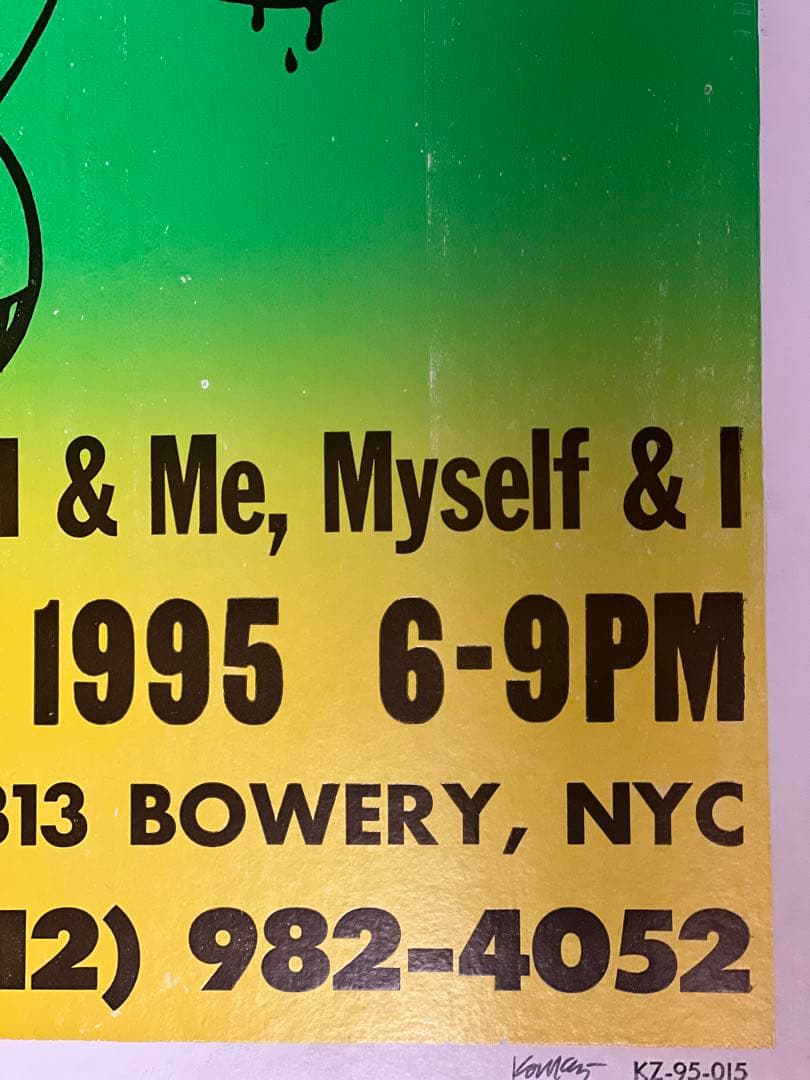 & Me, Myself & I
1995 6-9PM
313 BOWERY, NYC
12) 982-4052
KZ-95-015